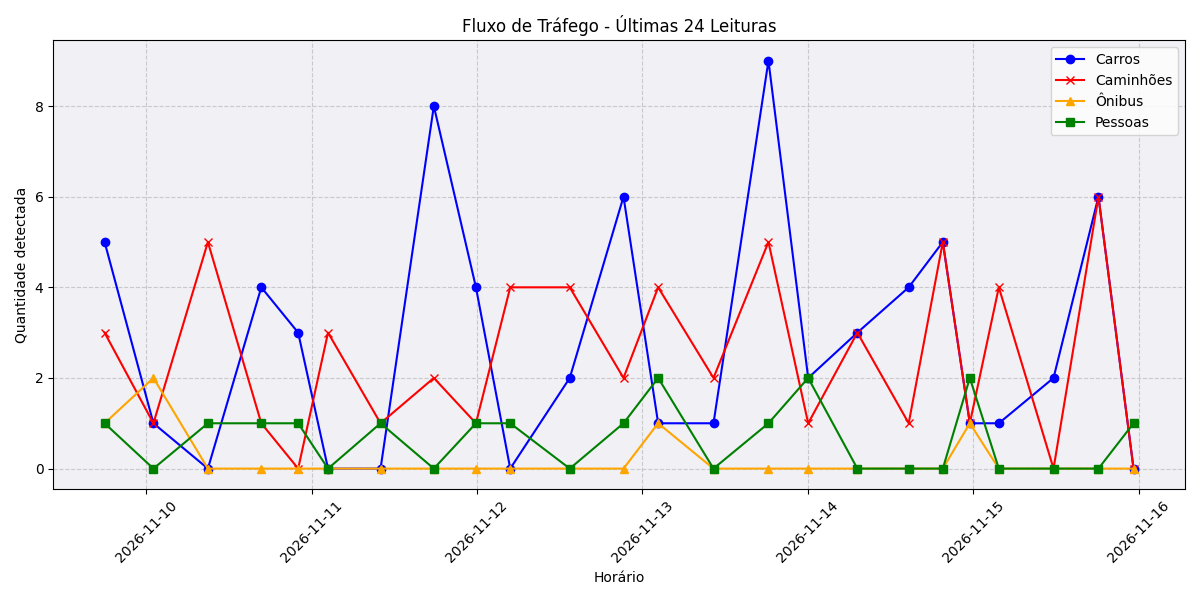 Fluxo de Tráfego - Últimas 24 Leituras
Carros
Caminhões
Ônibus
Pessoas
Quantidade detectada
8
6
4
2
0
2026-11-10
2026-11-11
2026-11-12
2026-11-13
2026-11-14
2026-11-15
2026-11-16
Horário